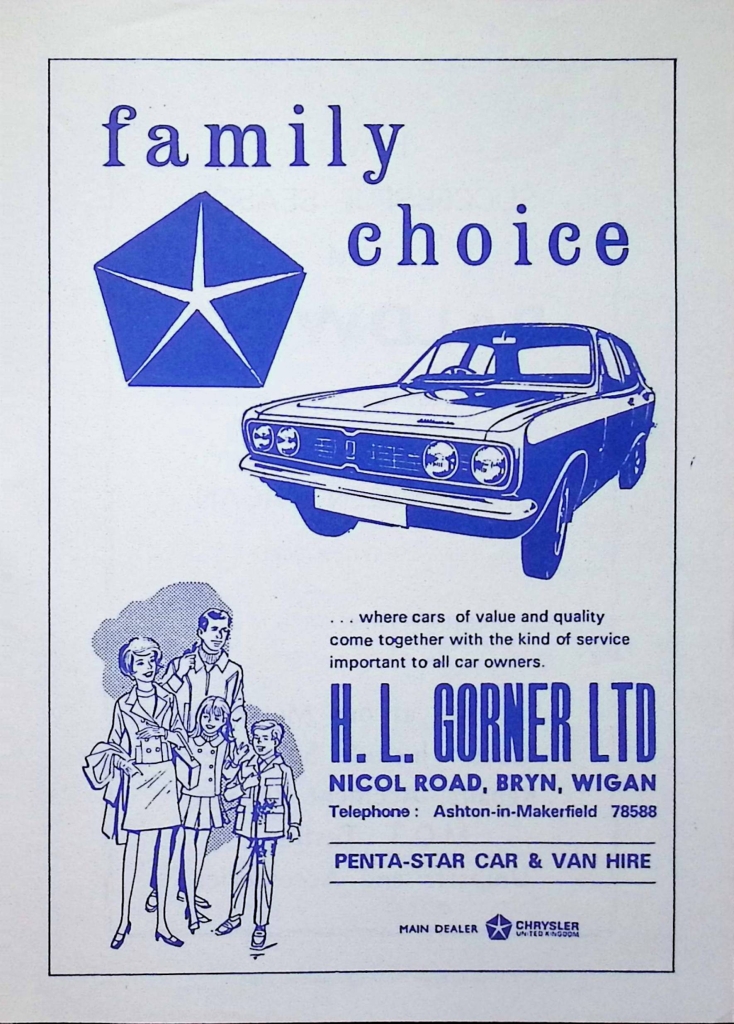 family
choice
... where cars of value and quality
come together with the kind of service
important to all car owners.
H. L. GORNER LTD
NICOL ROAD, BRYN, WIGAN
Telephone : Ashton-in-Makerfield 78588
PENTA-STAR CAR & VAN HIRE
MAIN DEALER CHRYSLER
UNITED KINGDOM